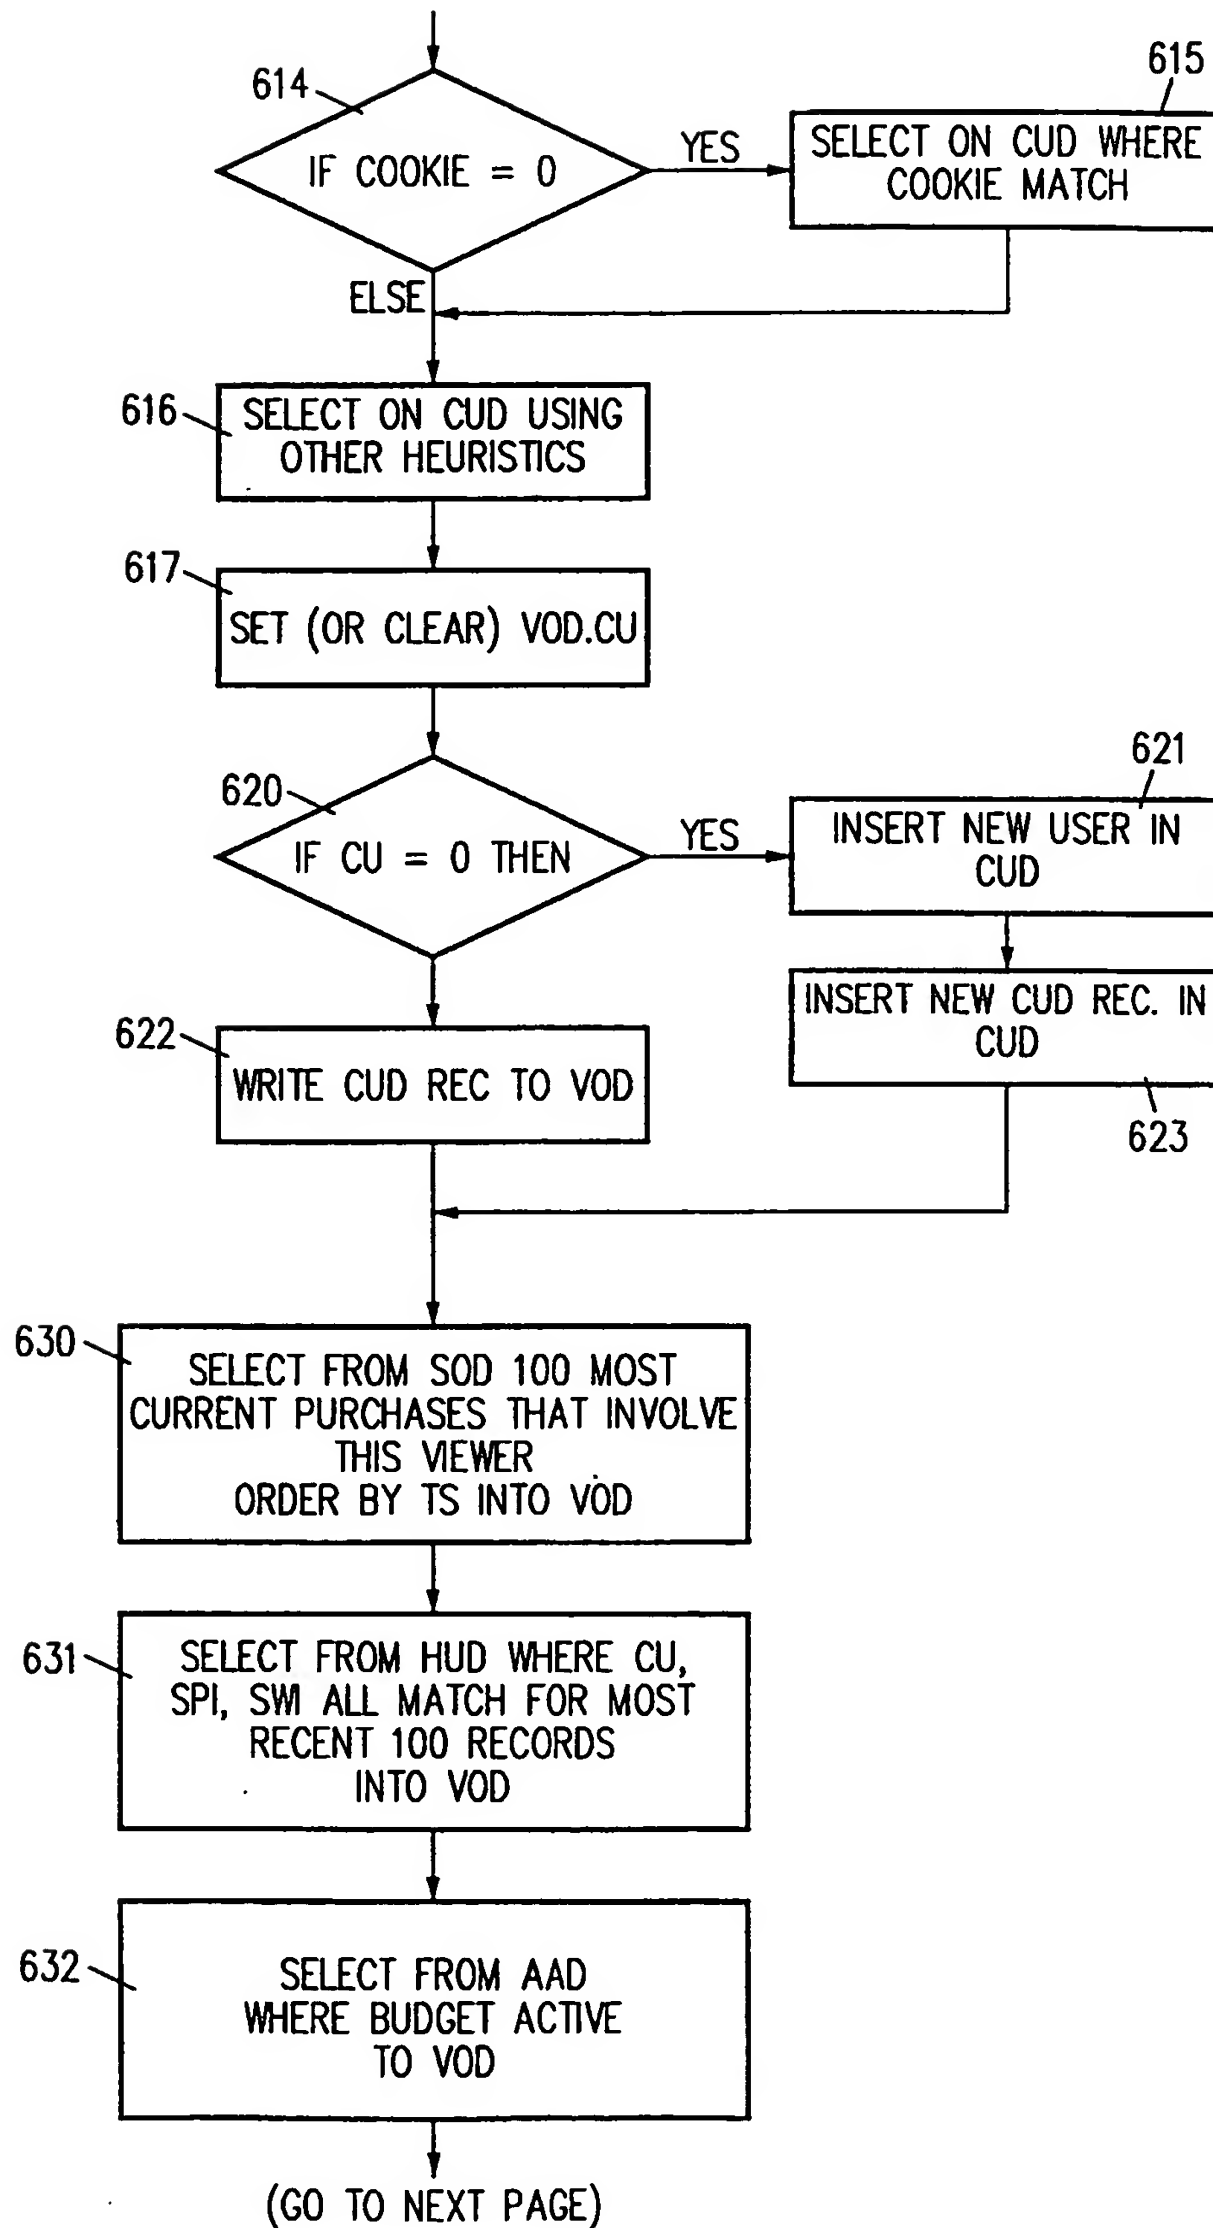 614
IF COOKIE = 0
YES
615
SELECT ON CUD WHERE
COOKIE MATCH
ELSE
616
SELECT ON CUD USING
OTHER HEURISTICS
617
SET (OR CLEAR) VOD.CU
620
IF CU = 0 THEN
YES
621
INSERT NEW USER IN
CUD
INSERT NEW CUD REC. IN
CUD
623
622
WRITE CUD REC TO VOD
630
SELECT FROM SOD 100 MOST
CURRENT PURCHASES THAT INVOLVE
THIS VIEWER
ORDER BY TS INTO VOD
631
SELECT FROM HUD WHERE CU,
SPI, SWI ALL MATCH FOR MOST
RECENT 100 RECORDS
INTO VOD
632
SELECT FROM AAD
WHERE BUDGET ACTIVE
TO VOD
(GO TO NEXT PAGE)